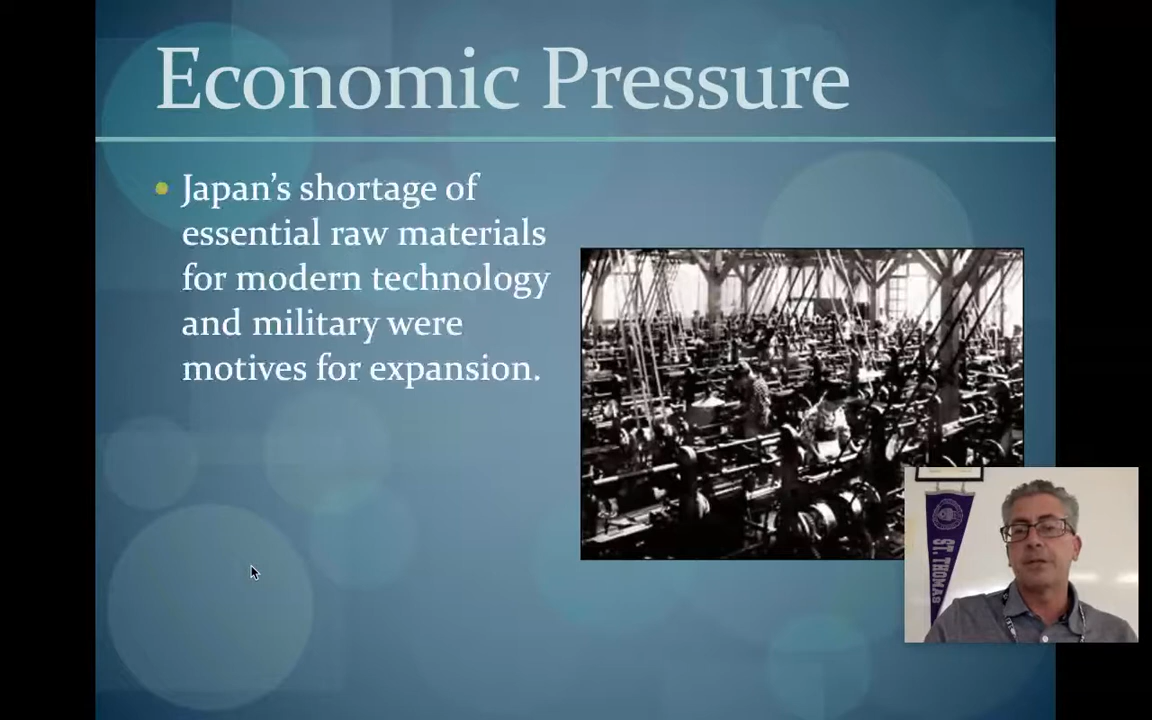 Economic Pressure
Japan’s shortage of
essential raw materials
for modern technology
and military were
motives for expansion.
ST. THOMAS